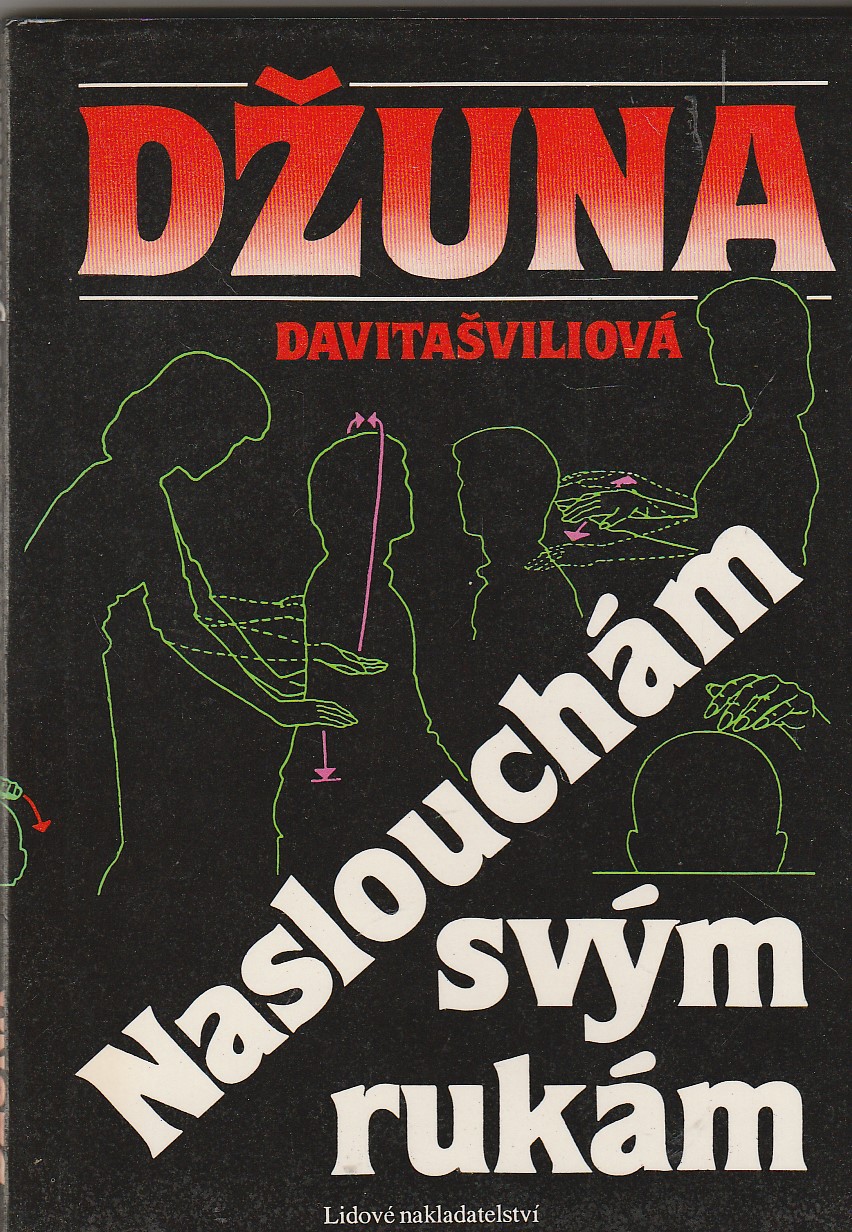 DŽUNA
DAVITAŠVILIOVÁ
Naslouchám
svým
rukám
Lidové nakladatelství